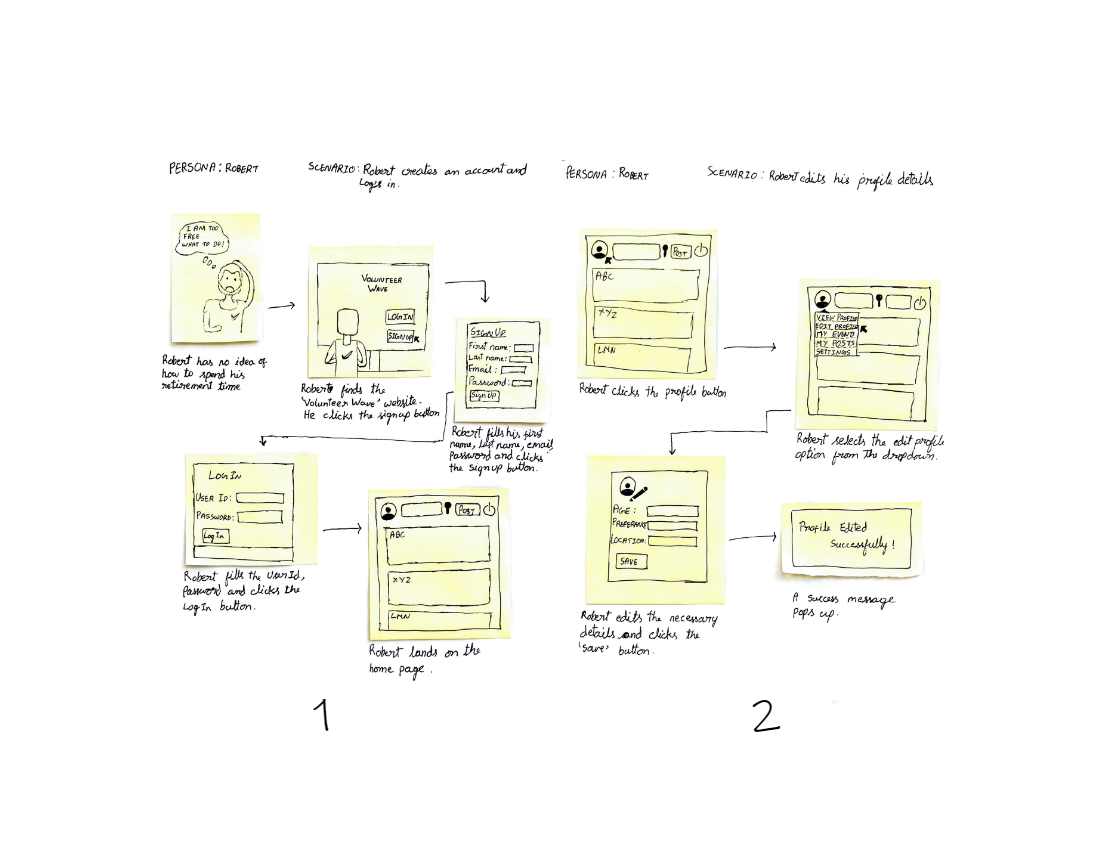 PERSONA: ROBERT
SCENARIO: Robert creates an account and
Logs in.
I AM TOO
FREE
WHAT TO DO!
Robert has no idea of
how to spend his
retirement time
VOLUNTEER
WAVE
LOGIN
SIGNUP
Robert finds the
'Volunteer Wave' website.
He clicks the signup button
SIGNUP
First name:
Last name:
Email:
Password:
Sign UP
Robert fills his first
name, last name, email,
Password and clicks
the Sign up button.
LOGIN
USER ID:
PASSWORD:
Log In
Robert fills the UserId,
Password and clicks the
Log In button.
POST
ABC
XYZ
LMN
Robert lands on the
home page.
1
PERSONA: ROBERT
SCENARIO: Robert edits his profile details
POST
ABC
XYZ
LMN
Robert clicks the profile button
VIEW PROFILE
EDIT PROFILE
MY EVENT
MY POSTS
SETTINGS
Robert selects the edit profile
option from the dropdown.
AGE:
LOCATION:
SAVE
Robert edits the necessary
details and clicks the
'Save' button.
Profile Edited
Successfully!
A success message
Pops up.
2